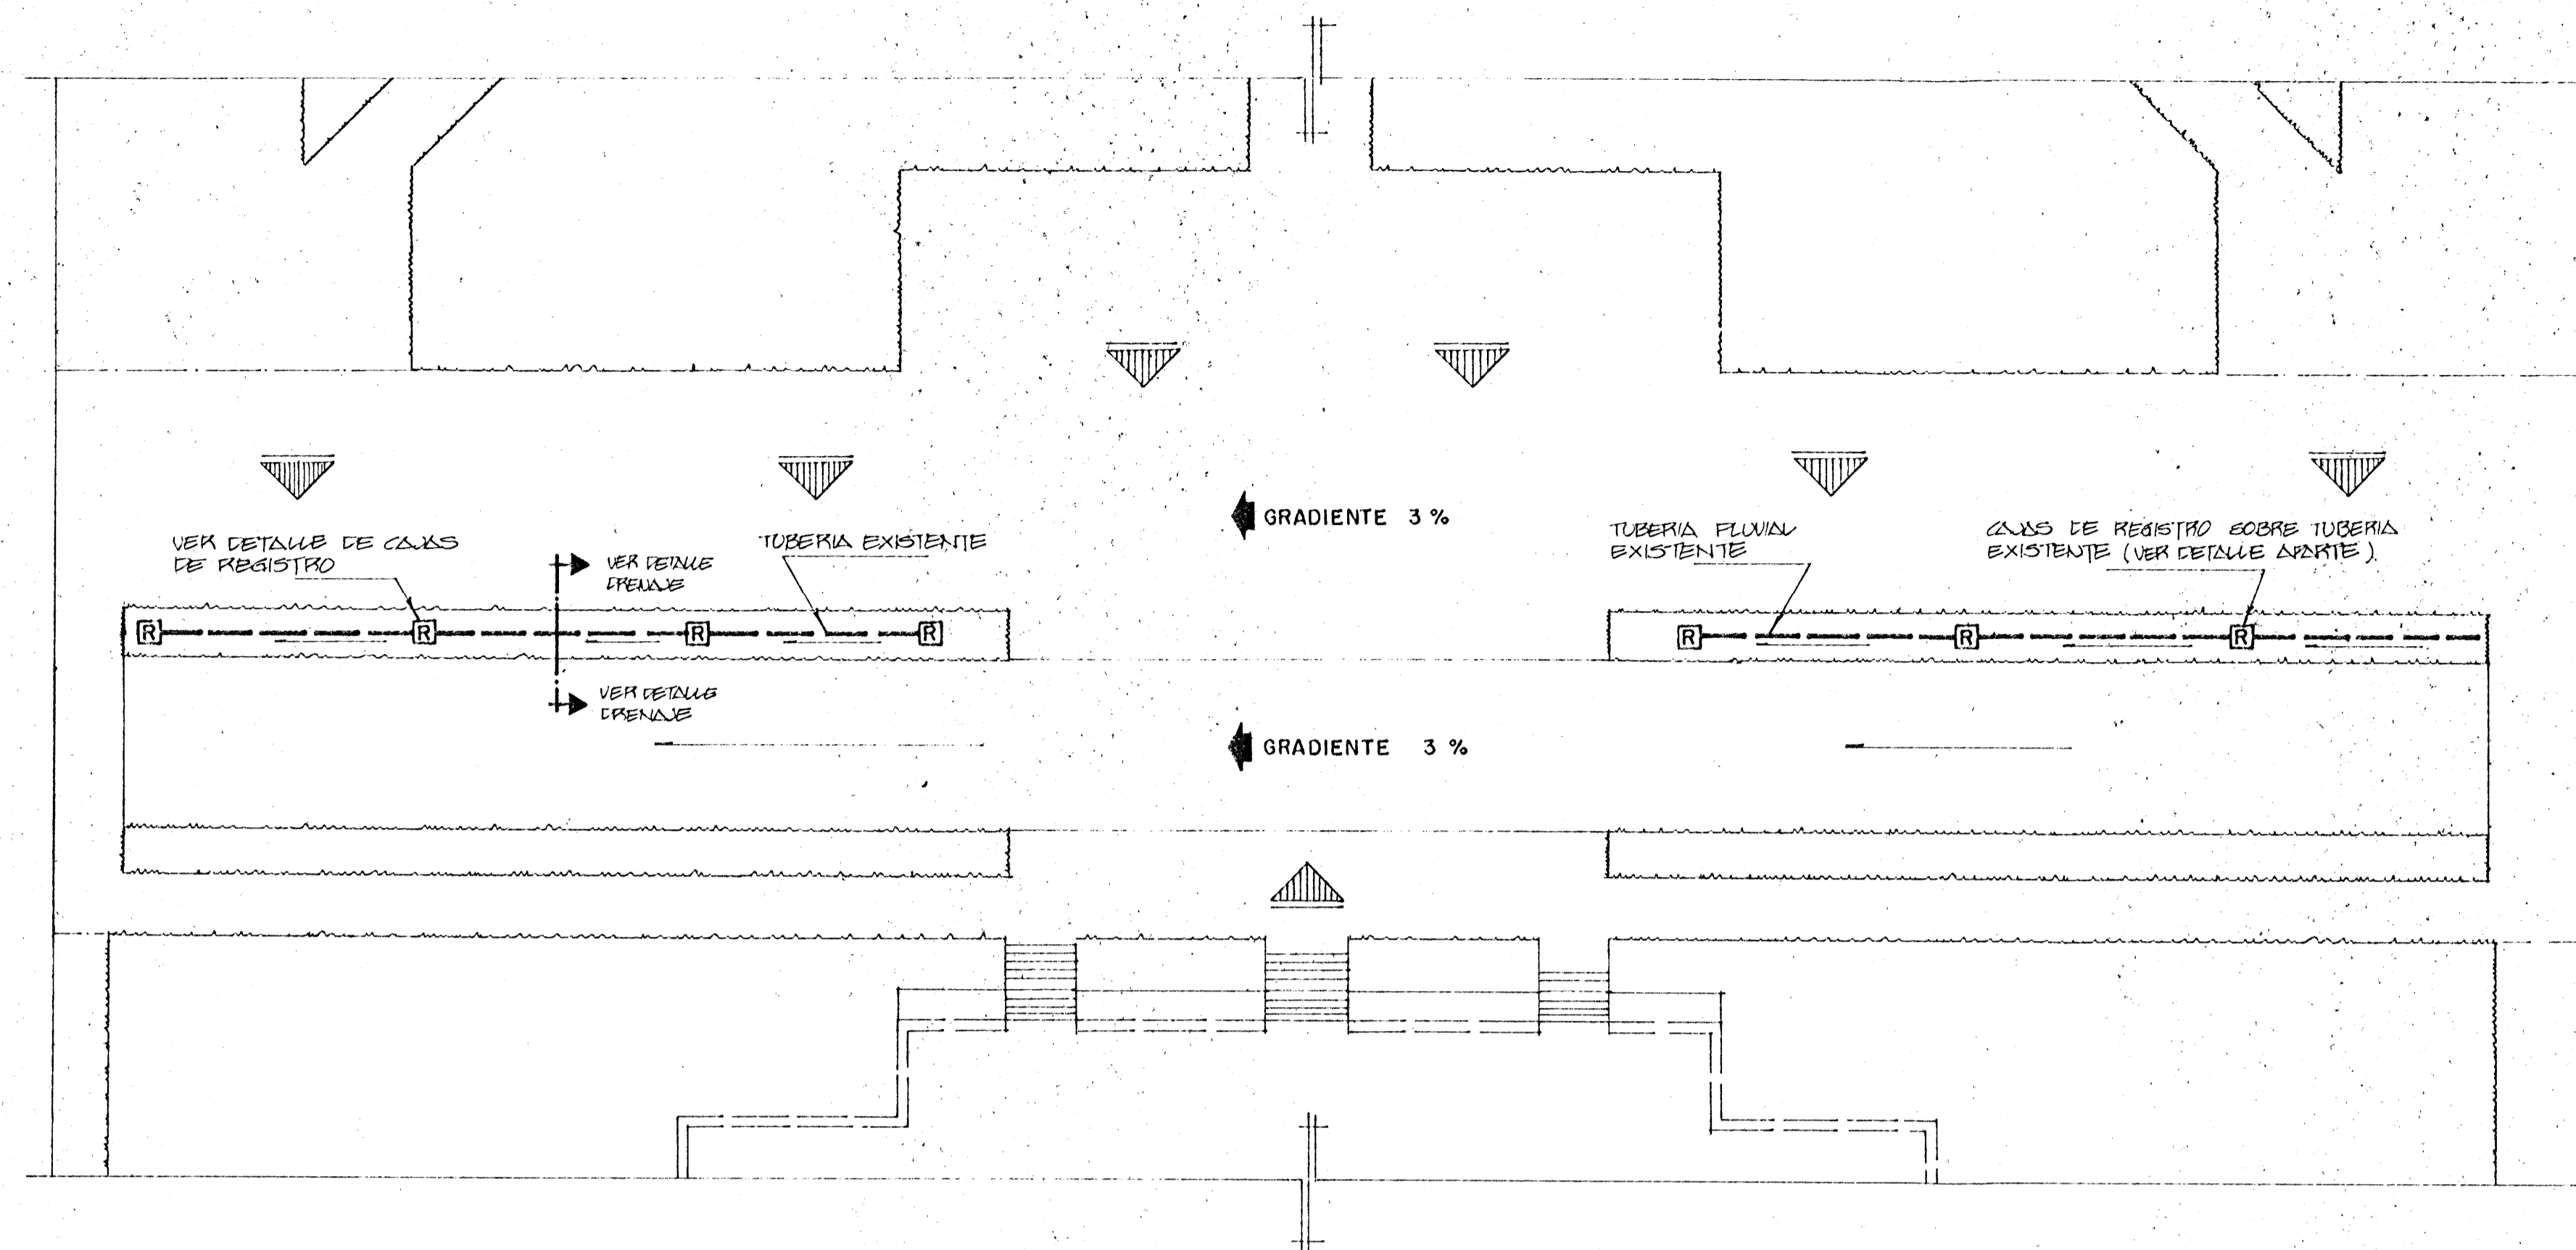 GRADIENTE 3 %
VER DETALLE DE CAJAS
DE REGISTRO
VER DETALLE
DRENAJE
TUBERIA EXISTENTE
TUBERIA FLUVIAL
EXISTENTE
CAJAS DE REGISTRO SOBRE TUBERIA
EXISTENTE (VER DETALLE APARTE).
R
R
R
R
R
R
R
VER DETALLE
DRENAJE
GRADIENTE 3 %